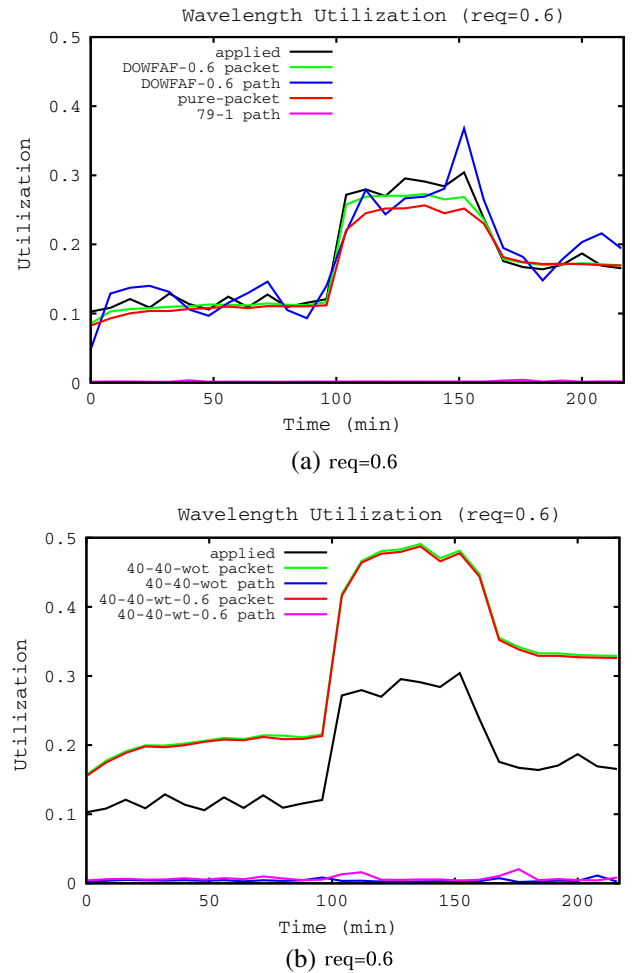 Wavelength Utilization (req=0.6)
0.5
applied
DOWFAF-0.6 packet
DOWFAF-0.6 path
pure-packet
79-1 path
0.4
0.3
0.2
0.1
0
Utilization
0 50 100 150 200
Time (min)
(a) req=0.6
Wavelength Utilization (req=0.6)
0.5
applied
40-40-wot packet
40-40-wot path
40-40-wt-0.6 packet
40-40-wt-0.6 path
0.4
0.3
0.2
0.1
0
Utilization
0 50 100 150 200
Time (min)
(b) req=0.6